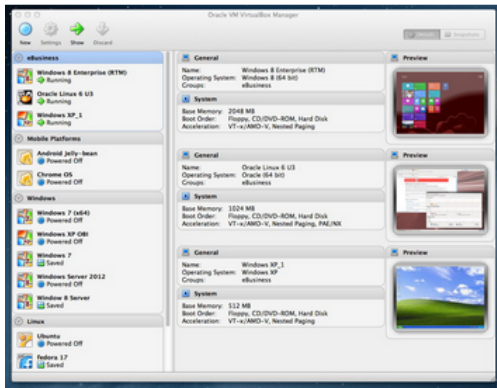 Oracle VM VirtualBox Manager
New Settings Show Discard
Details Snapshots
eBusiness
Windows 8 Enterprise (RTM)
Running
Oracle Linux 6 U3
Running
Windows XP_1
Running
Mobile Platforms
Android Jelly-bean
Powered Off
Chrome OS
Powered Off
Windows
Windows 7 (x64)
Powered Off
Windows XP OBI
Powered Off
Windows 7
Saved
Windows Server 2012
Powered Off
Window 8 Server
Saved
Linux
Ubuntu
Powered Off
fedora 17
Saved
General
Name: Windows 8 Enterprise (RTM)
Operating System: Windows 8 (64 bit)
Groups: eBusiness
System
Base Memory: 2048 MB
Boot Order: Floppy, CD/DVD-ROM, Hard Disk
Acceleration: VT-x/AMD-V, Nested Paging
Preview
General
Name: Oracle Linux 6 U3
Operating System: Oracle (64 bit)
Groups: eBusiness
System
Base Memory: 1024 MB
Boot Order: Floppy, CD/DVD-ROM, Hard Disk
Acceleration: VT-x/AMD-V, Nested Paging, PAE/NX
Preview
General
Name: Windows XP_1
Operating System: Windows XP
Groups: eBusiness
System
Base Memory: 512 MB
Boot Order: Floppy, CD/DVD-ROM, Hard Disk
Acceleration: VT-x/AMD-V, Nested Paging
Preview